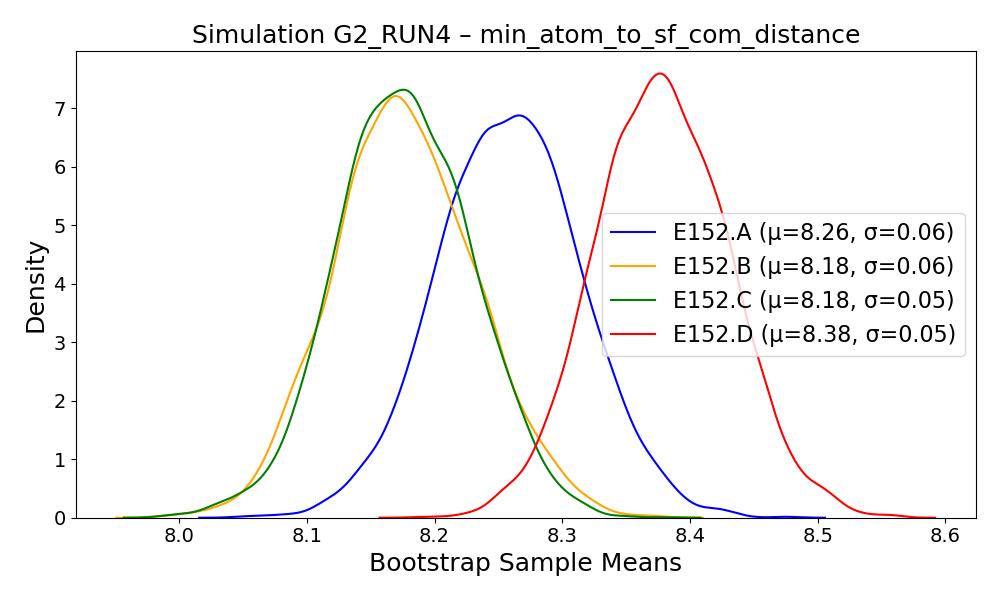 Simulation G2_RUN4 – min_atom_to_sf_com_distance
Density
7
6
5
4
3
2
1
0
E152.A (μ=8.26, σ=0.06)
E152.B (μ=8.18, σ=0.06)
E152.C (μ=8.18, σ=0.05)
E152.D (μ=8.38, σ=0.05)
8.0 8.1 8.2 8.3 8.4 8.5 8.6
Bootstrap Sample Means